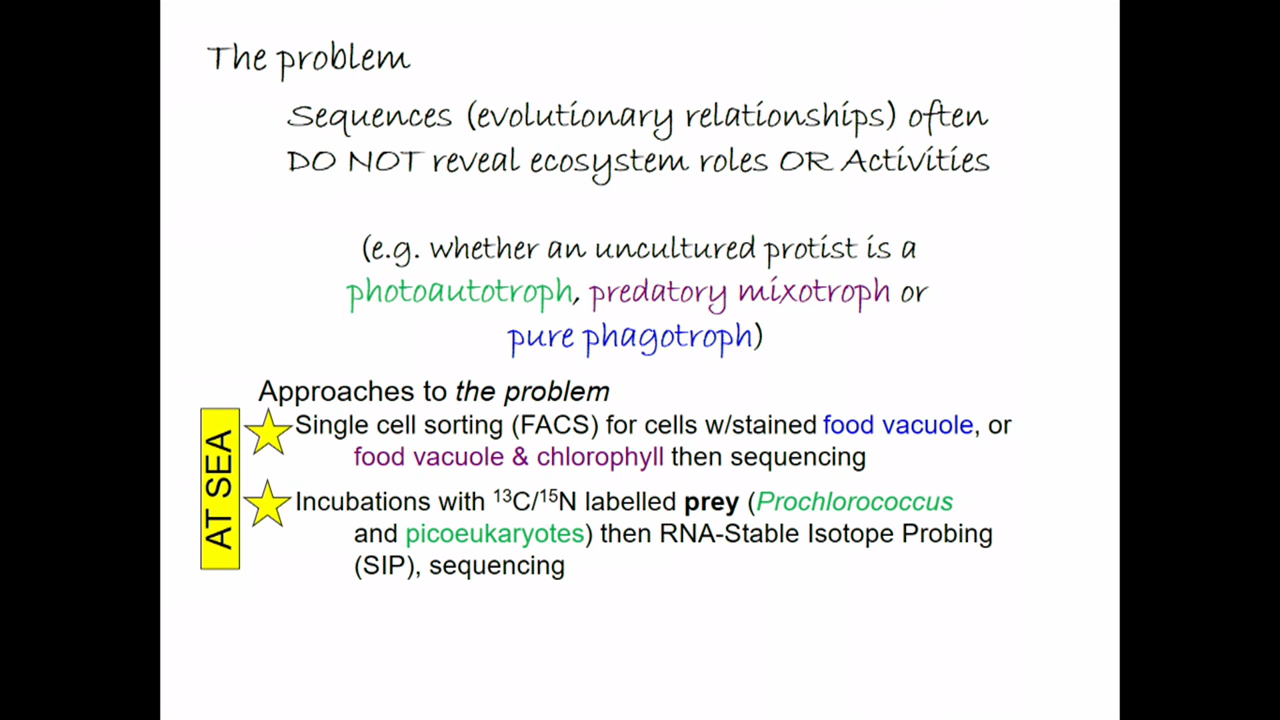 The problem
Sequences (evolutionary relationships) often
DO NOT reveal ecosystem roles OR Activities
(e.g. whether an uncultured protist is a
photoautotroph, predatory mixotroph or
pure phagotroph)
Approaches to the problem
AT SEA
Single cell sorting (FACS) for cells w/stained food vacuole, or
food vacuole & chlorophyll then sequencing
Incubations with ¹³C/¹⁵N labelled prey (Prochlorococcus
and picoeukaryotes) then RNA-Stable Isotope Probing
(SIP), sequencing